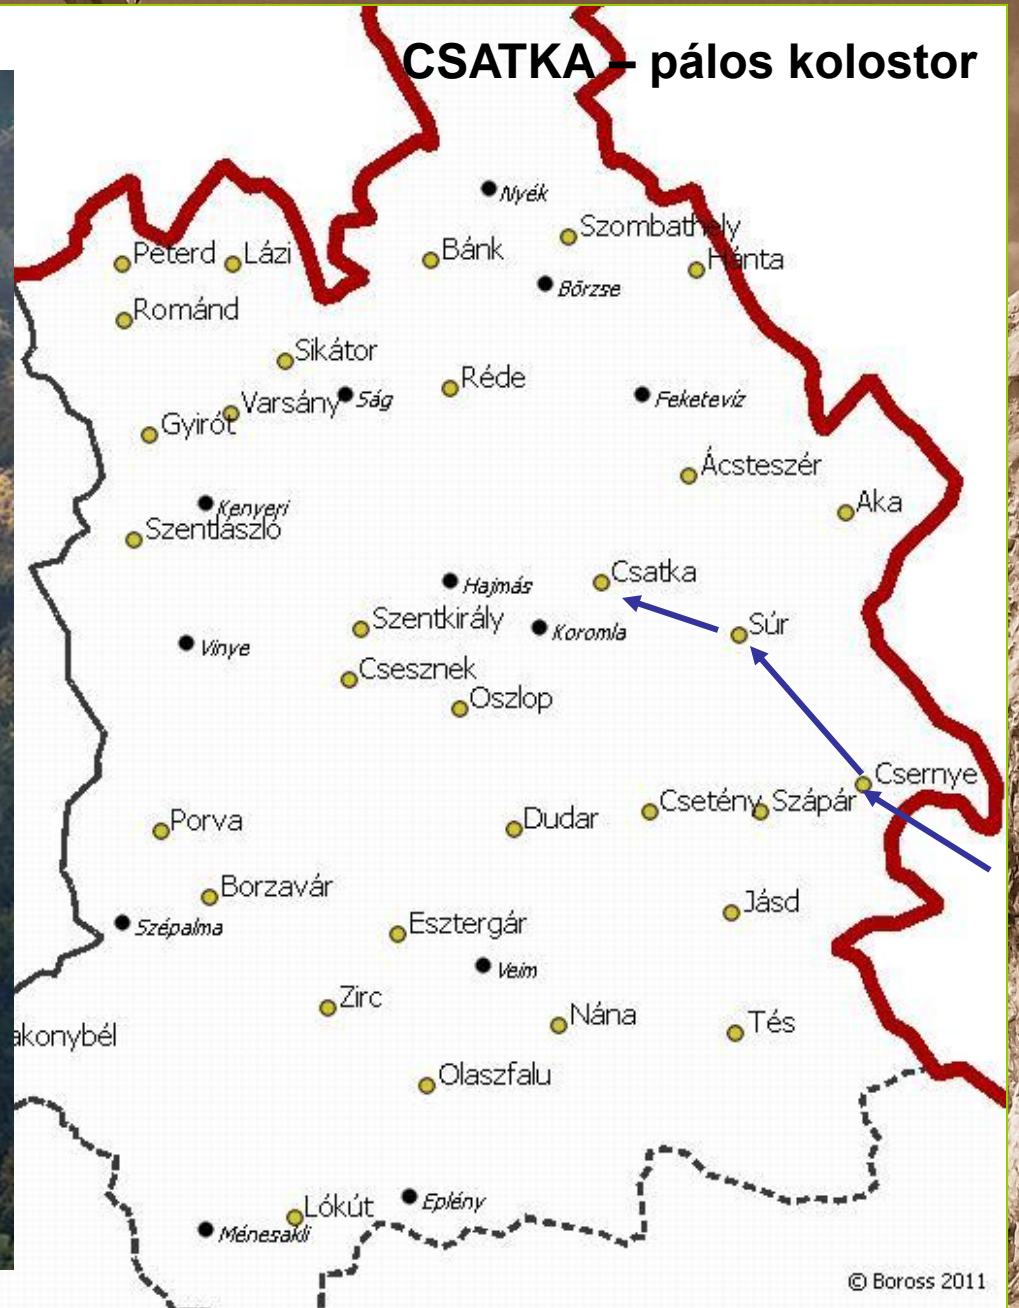 CSATKA – pálos kolostor
Nyék
Szombathely
Péterd
Lázi
Bánk
Hánta
Börzse
Románd
Sikátor
Réde
Varsány
Ság
Feketevíz
Gyirót
Ácsteszér
Aka
Kenyeri
Szentlászló
Csatka
Hajmás
Szentkirály
Koromla
Súr
Vinye
Csesznek
Oszlop
Csernye
Csetény
Szápár
Porva
Dudar
Borzavár
Jásd
Szépalma
Esztergár
Veim
Zirc
Nána
Tés
akonybél
Olaszfalu
Lókút
Eplény
Ménesakli
© Boross 2011